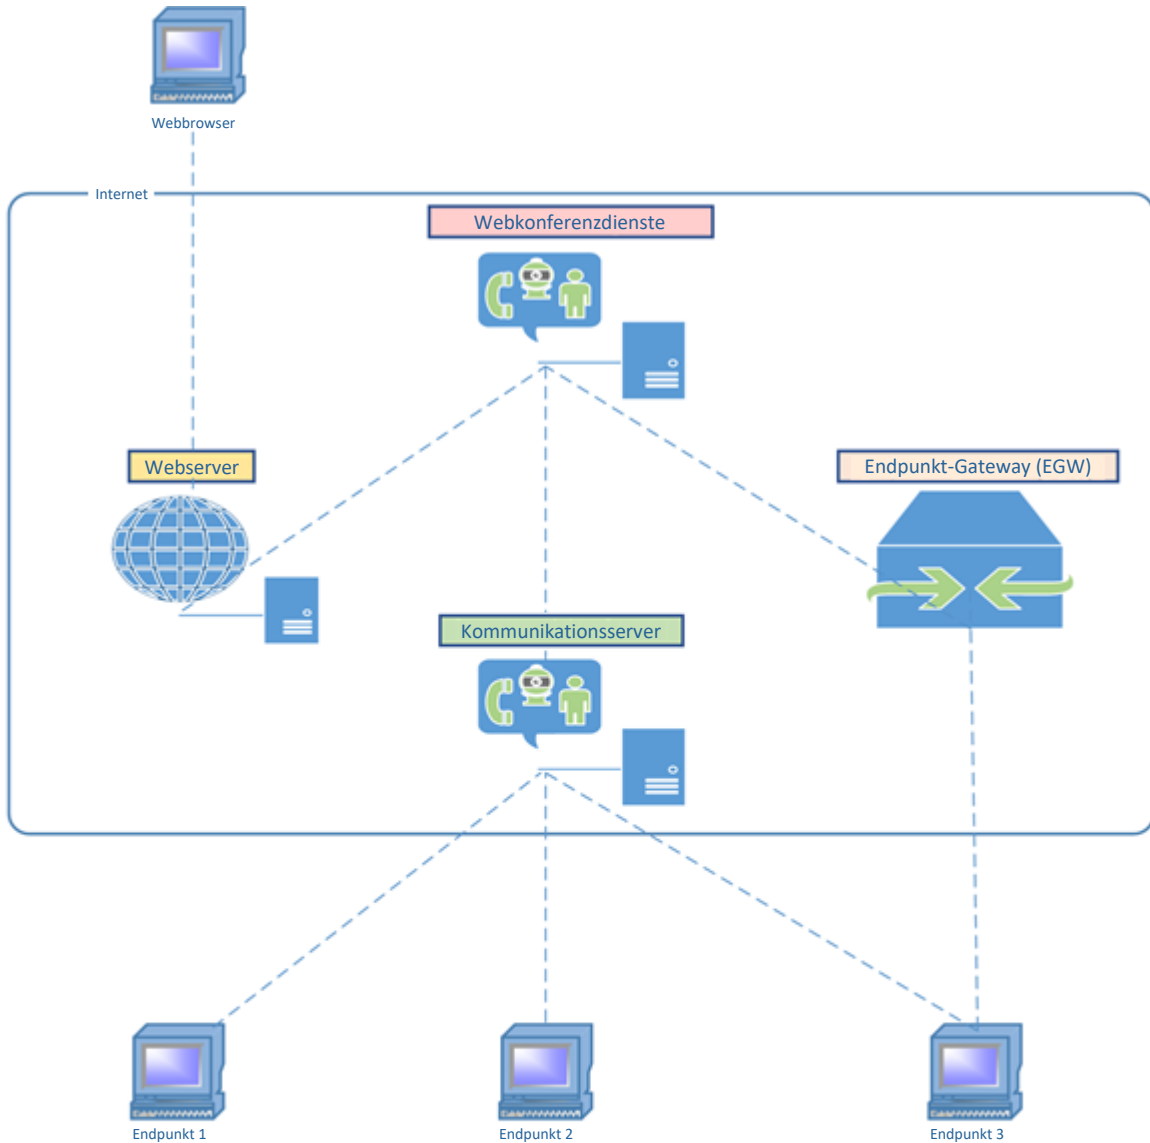 Webbrowser
Internet
Webkonferenzdienste
Webserver
Endpunkt-Gateway (EGW)
Kommunikationsserver
Endpunkt 1
Endpunkt 2
Endpunkt 3